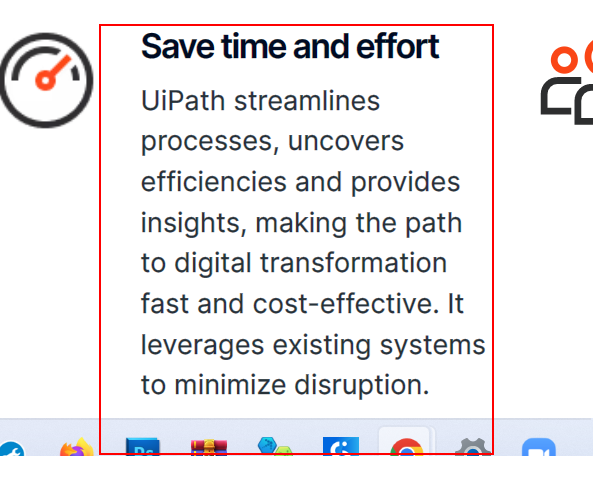 Save time and effort
UiPath streamlines
processes, uncovers
efficiencies and provides
insights, making the path
to digital transformation
fast and cost-effective. It
leverages existing systems
to minimize disruption.
Ps